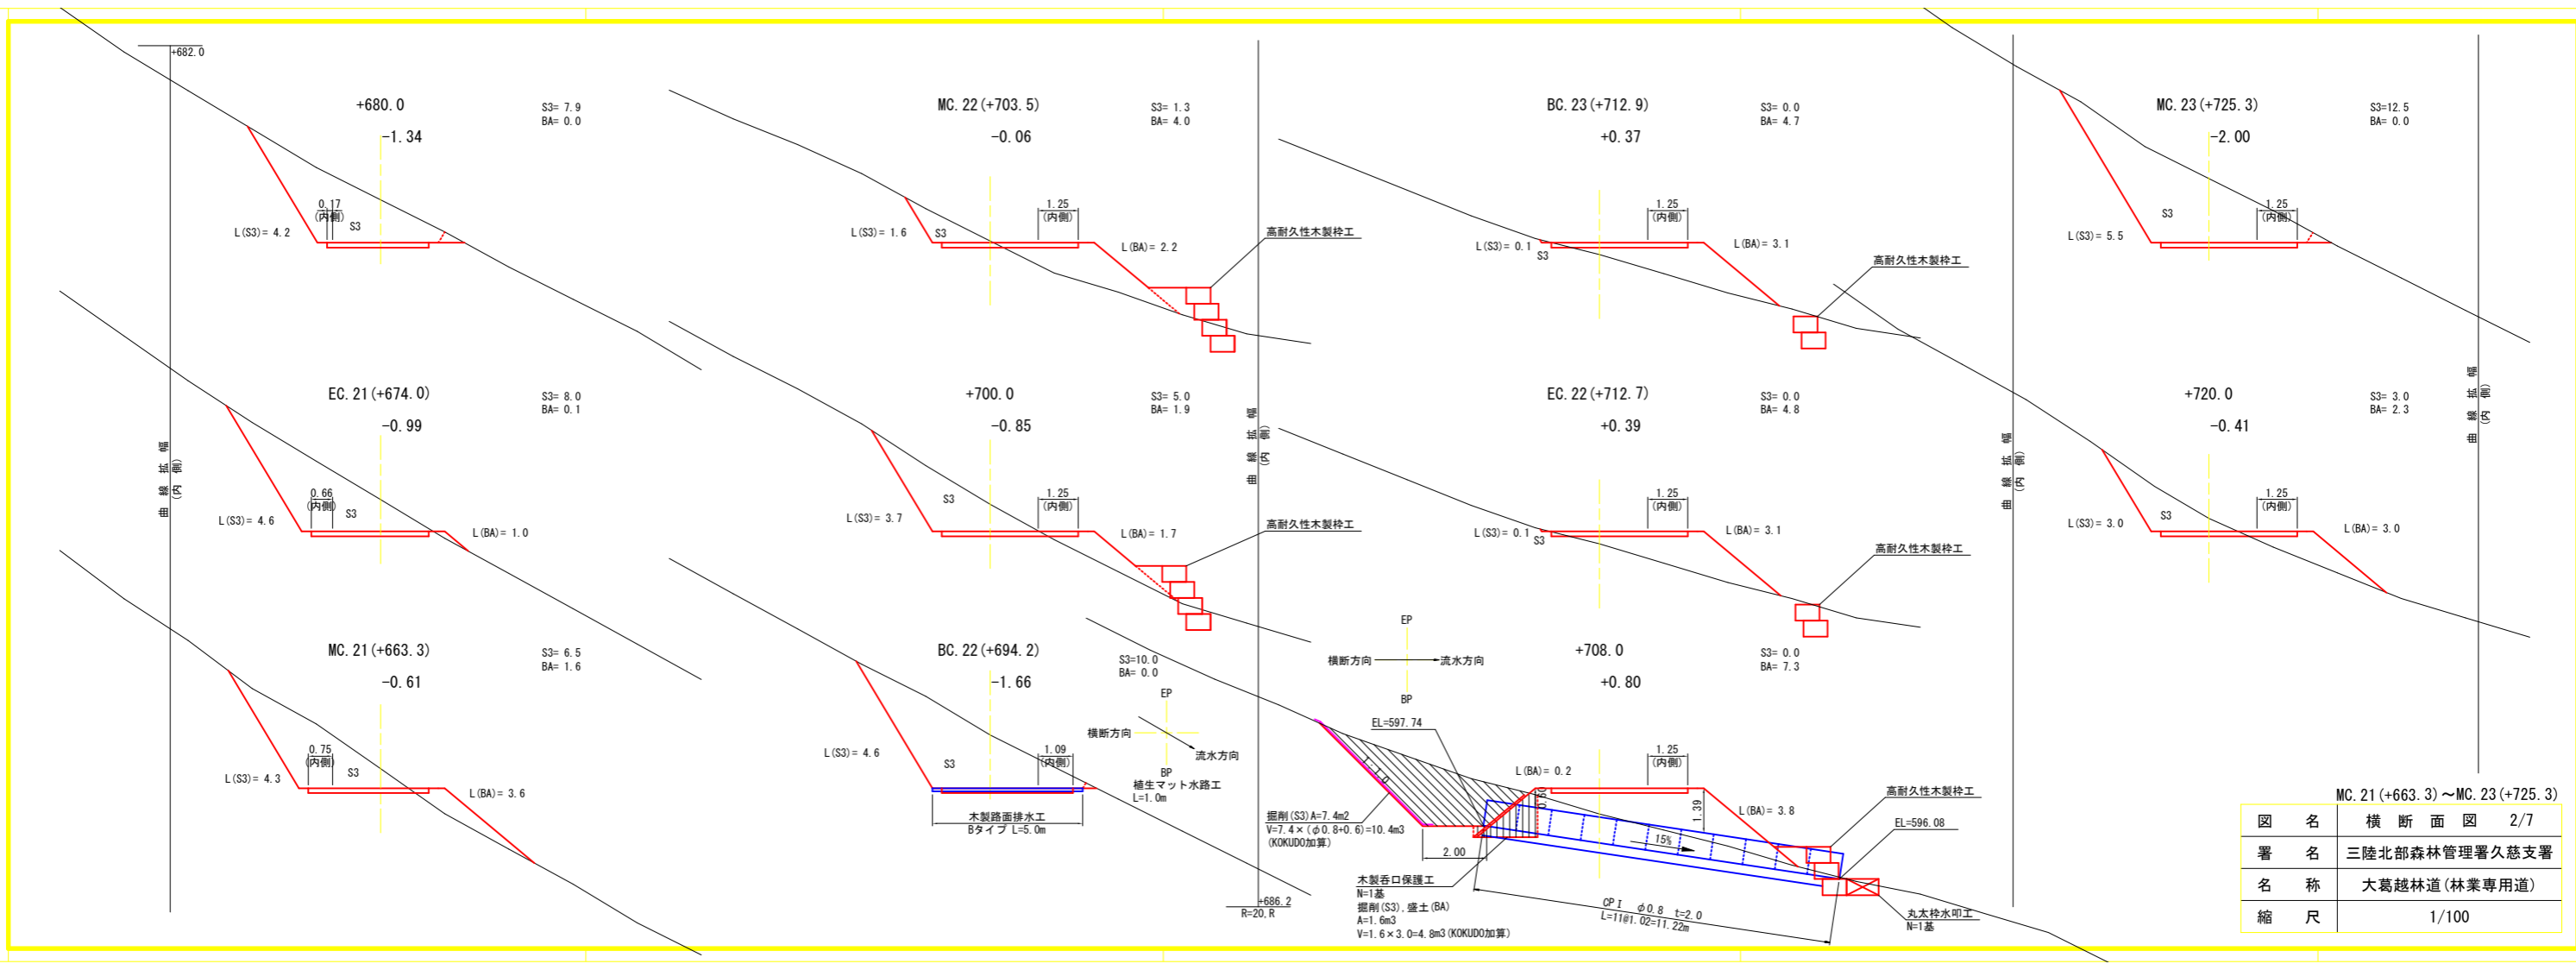 +682.0
+680.0
-1.34
S3= 7.9
BA= 0.0
0.17
(内側)
S3
L(S3)= 4.2
EC.21(+674.0)
-0.99
S3= 8.0
BA= 0.1
0.66
(内側)
S3
L(S3)= 4.6
L(BA)= 1.0
曲線拡幅
(内側)
MC.21(+663.3)
-0.61
S3= 6.5
BA= 1.6
0.75
(内側)
S3
L(S3)= 4.3
L(BA)= 3.6
MC.22(+703.5)
-0.06
S3= 1.3
BA= 4.0
1.25
(内側)
L(S3)= 1.6
S3
L(BA)= 2.2
高耐久性木製枠工
+700.0
-0.85
S3= 5.0
BA= 1.9
1.25
(内側)
S3
L(S3)= 3.7
L(BA)= 1.7
高耐久性木製枠工
曲線拡幅
(内側)
BC.22(+694.2)
-1.66
S3=10.0
BA= 0.0
EP
横断方向
流水方向
BP
植生マット水路工
L=1.0m
1.09
(内側)
L(S3)= 4.6
S3
木製路面排水工
Bタイプ L=5.0m
+686.2
R=20.R
BC.23(+712.9)
+0.37
S3= 0.0
BA= 4.7
1.25
(内側)
L(S3)= 0.1
S3
L(BA)= 3.1
高耐久性木製枠工
EC.22(+712.7)
+0.39
S3= 0.0
BA= 4.8
1.25
(内側)
L(S3)= 0.1
S3
L(BA)= 3.1
高耐久性木製枠工
曲線拡幅
(内側)
EP
横断方向
流水方向
BP
+708.0
+0.80
S3= 0.0
BA= 7.3
EL=597.74
1:1.0
L(BA)= 0.2
0.60
1.25
(内側)
1.39
L(BA)= 3.8
高耐久性木製枠工
EL=596.08
掘削(S3)A=7.4m2
V=7.4×(φ0.8+0.6)=10.4m3
(KOKUDO加算)
2.00
15%
木製呑口保護工
N=1基
掘削(S3),盛土(BA)
A=1.6m3
V=1.6×3.0=4.8m3(KOKUDO加算)
CPⅠ φ0.8 t=2.0
L=11@1.02=11.22m
丸太枠水叩工
N=1基
MC.23(+725.3)
-2.00
S3=12.5
BA= 0.0
1.25
(内側)
S3
L(S3)= 5.5
+720.0
-0.41
S3= 3.0
BA= 2.3
1.25
(内側)
S3
L(S3)= 3.0
L(BA)= 3.0
曲線拡幅
(内側)
MC.21(+663.3)～MC.23(+725.3)
図名 横断面図 2/7
署名 三陸北部森林管理署久慈支署
名称 大葛越林道(林業専用道)
縮尺 1/100